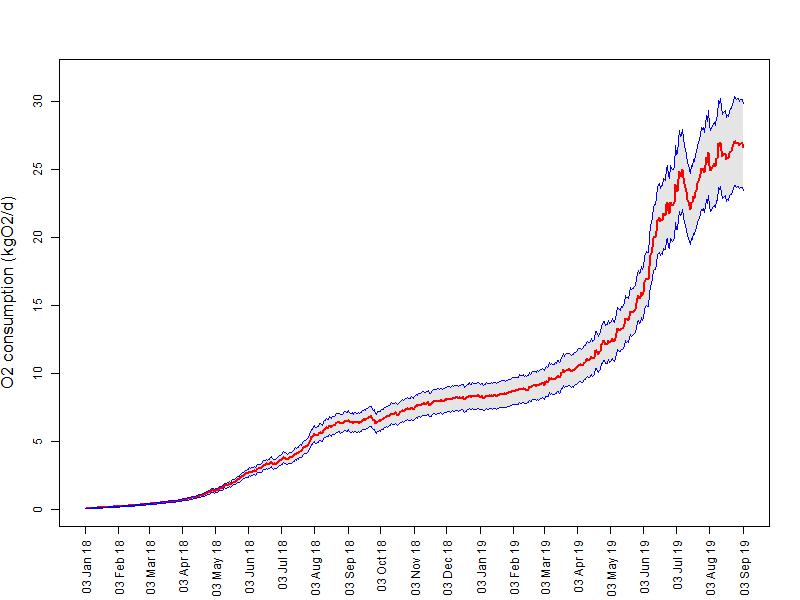 O2 consumption (kgO2/d)
30
25
20
15
10
5
0
03 Jan 18
03 Feb 18
03 Mar 18
03 Apr 18
03 May 18
03 Jun 18
03 Jul 18
03 Aug 18
03 Sep 18
03 Oct 18
03 Nov 18
03 Dec 18
03 Jan 19
03 Feb 19
03 Mar 19
03 Apr 19
03 May 19
03 Jun 19
03 Jul 19
03 Aug 19
03 Sep 19